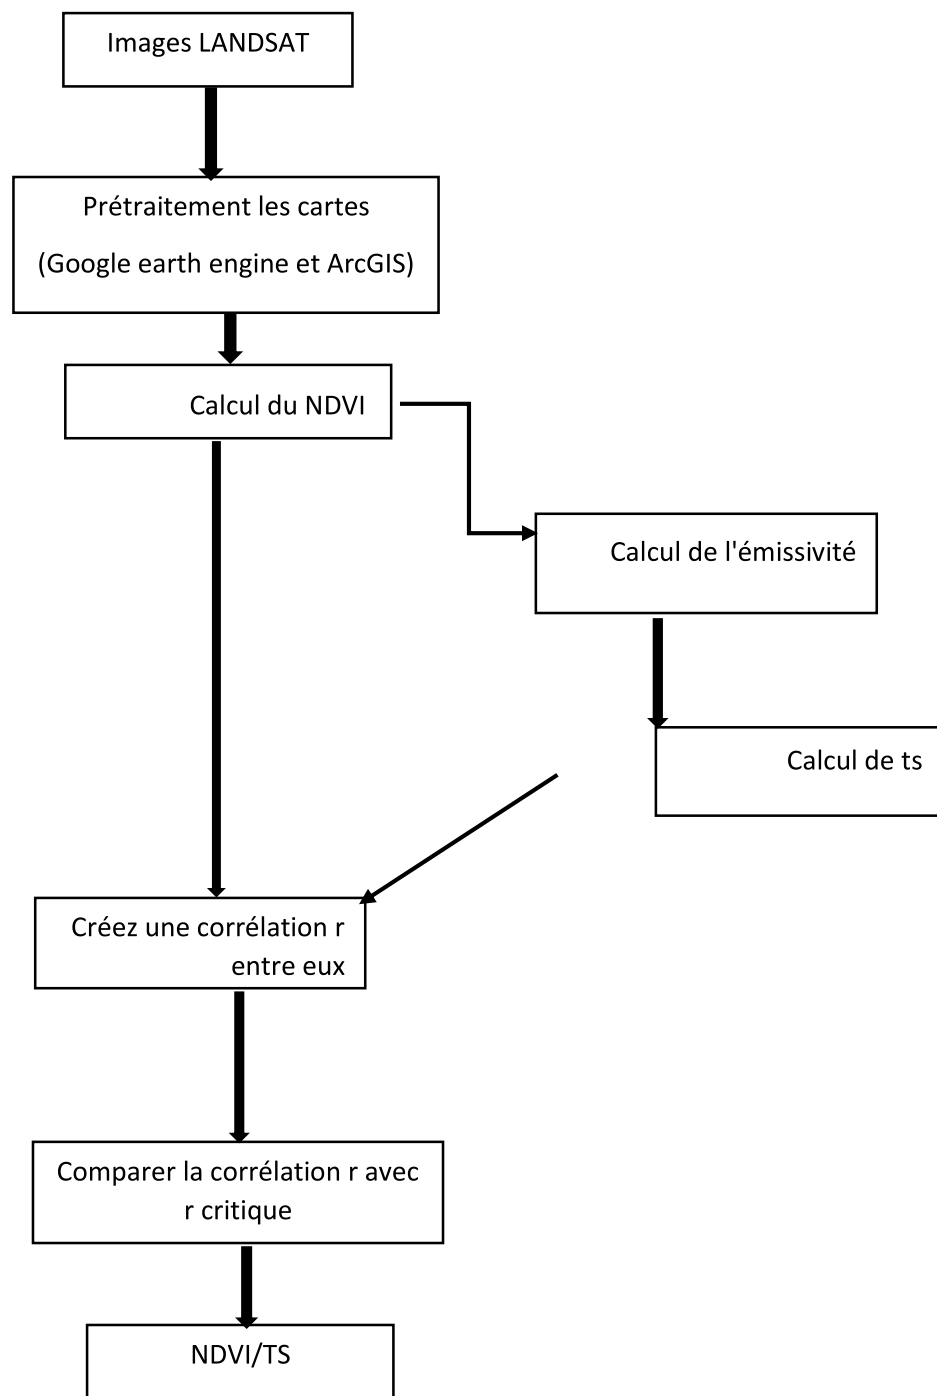 Images LANDSAT
Prétraitement les cartes
(Google earth engine et ArcGIS)
Calcul du NDVI
Calcul de l'émissivité
Calcul de ts
Créez une corrélation r
entre eux
Comparer la corrélation r avec
r critique
NDVI/TS